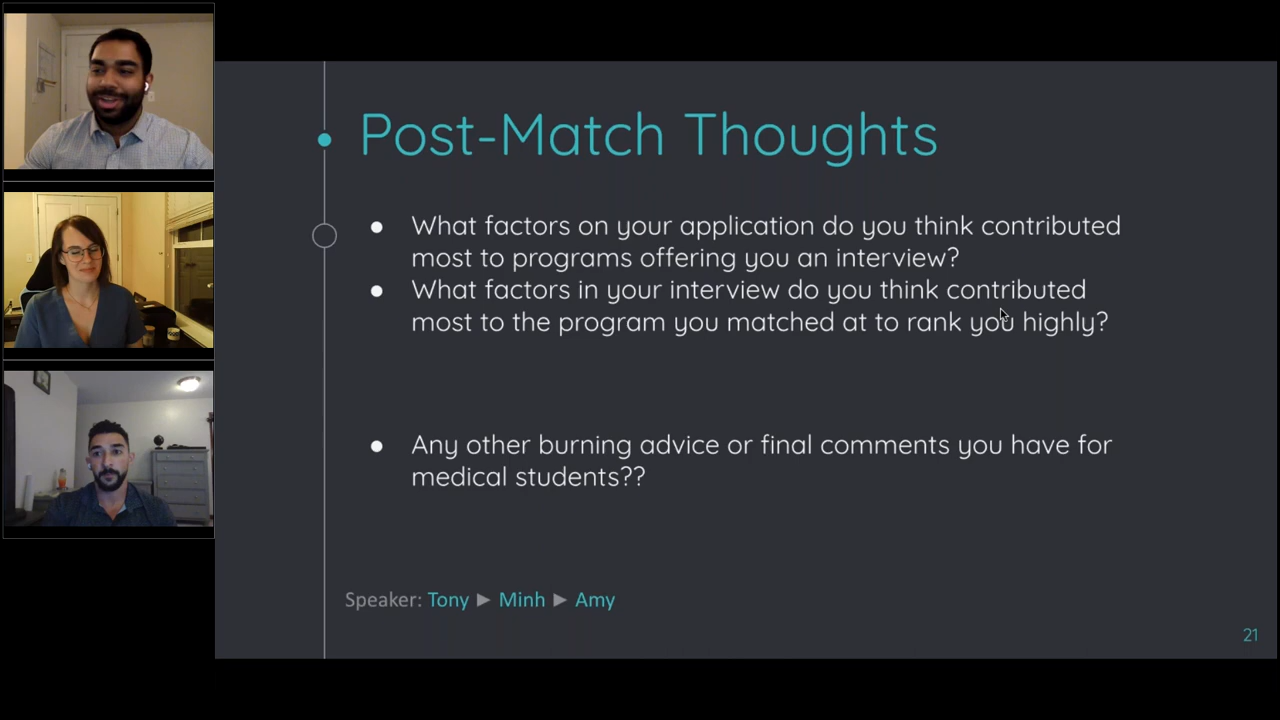 Post-Match Thoughts
● What factors on your application do you think contributed
most to programs offering you an interview?
● What factors in your interview do you think contributed
most to the program you matched at to rank you highly?
● Any other burning advice or final comments you have for
medical students??
Speaker: Tony ► Minh ► Amy
21